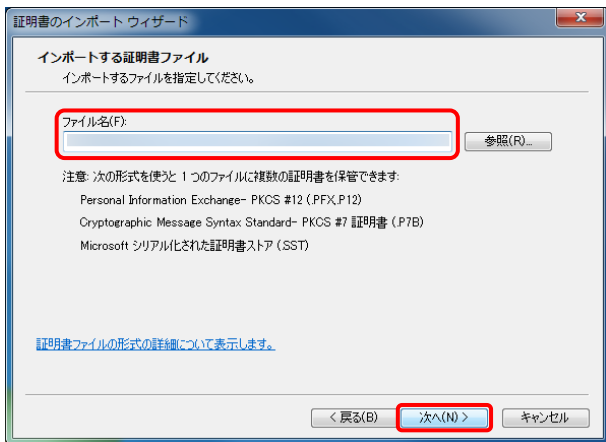 証明書のインポート ウィザード
インポートする証明書ファイル
インポートするファイルを指定してください。
ファイル名(F):
参照(R)...
注意: 次の形式を使うと 1 つのファイルに複数の証明書を保管できます:
Personal Information Exchange- PKCS #12 (.PFX,.P12)
Cryptographic Message Syntax Standard- PKCS #7 証明書 (.P7B)
Microsoft シリアル化された証明書ストア (.SST)
証明書ファイルの形式の詳細について表示します。
< 戻る(B) 次へ(N) > キャンセル